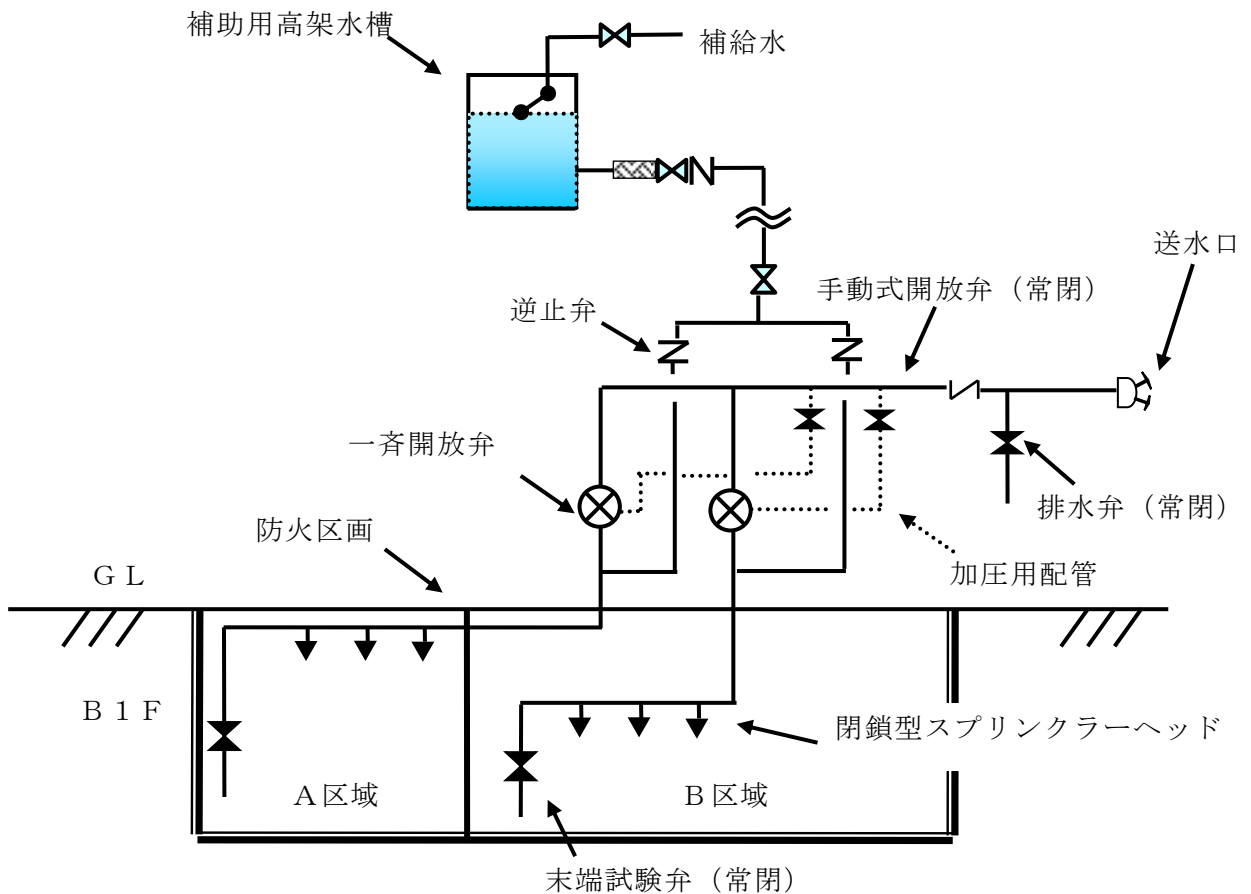 補助用高架水槽
補給水
送水口
手動式開放弁（常閉）
逆止弁
一斉開放弁
排水弁（常閉）
防火区画
加圧用配管
ＧＬ
Ｂ１Ｆ
閉鎖型スプリンクラーヘッド
Ａ区域
Ｂ区域
末端試験弁（常閉）